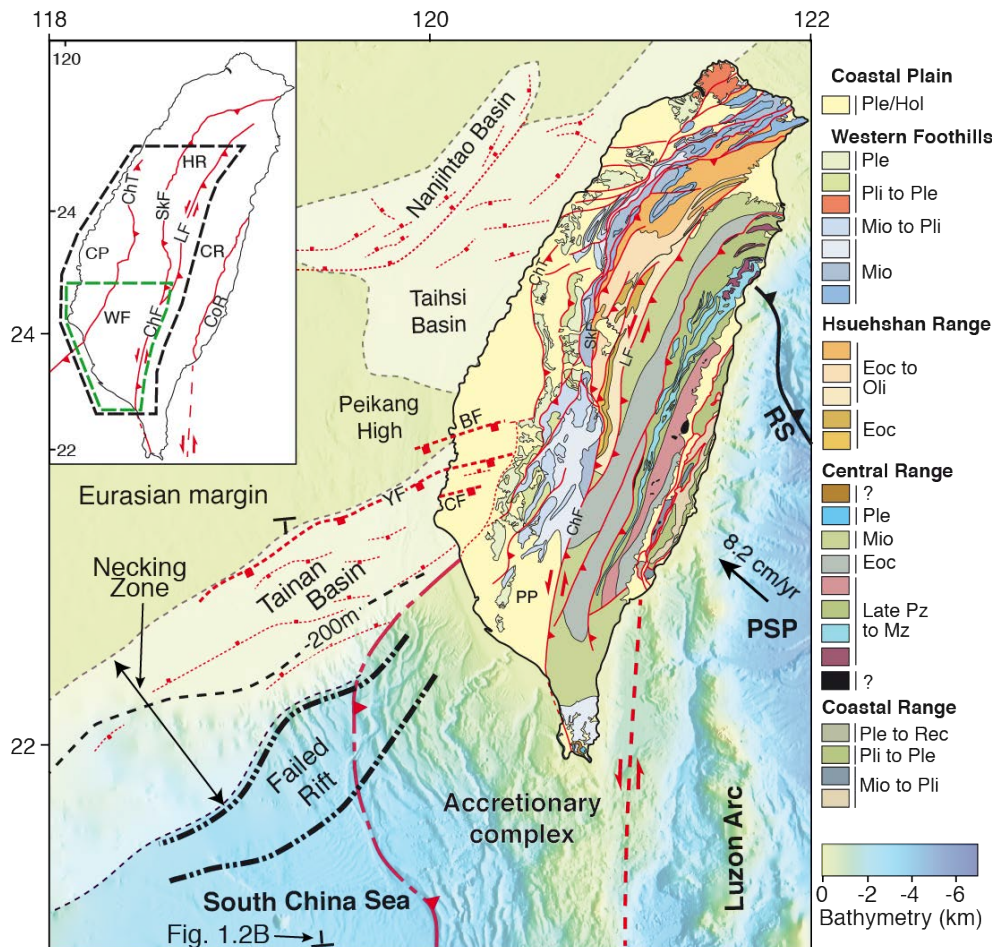 118
120
122
120
24
22
HR
ChT
SkF
LF
CP
CR
WF
ChF
CoR
24
22
Nanjihtao Basin
Taihsi
Basin
Peikang
High
BF
YF
CF
Eurasian margin
Necking
Zone
Tainan
Basin
-200m
Failed
Rift
ChT
SkF
LF
ChF
PP
RS
8.2 cm/yr
PSP
Accretionary
complex
Luzon Arc
South China Sea
Fig. 1.2B
Coastal Plain
Ple/Hol
Western Foothills
Ple
Pli to Ple
Mio to Pli
Mio
Hsuehshan Range
Eoc to
Oli
Eoc
Central Range
?
Ple
Mio
Eoc
Late Pz
to Mz
?
Coastal Range
Ple to Rec
Pli to Ple
Mio to Pli
0 -2 -4 -6
Bathymetry (km)